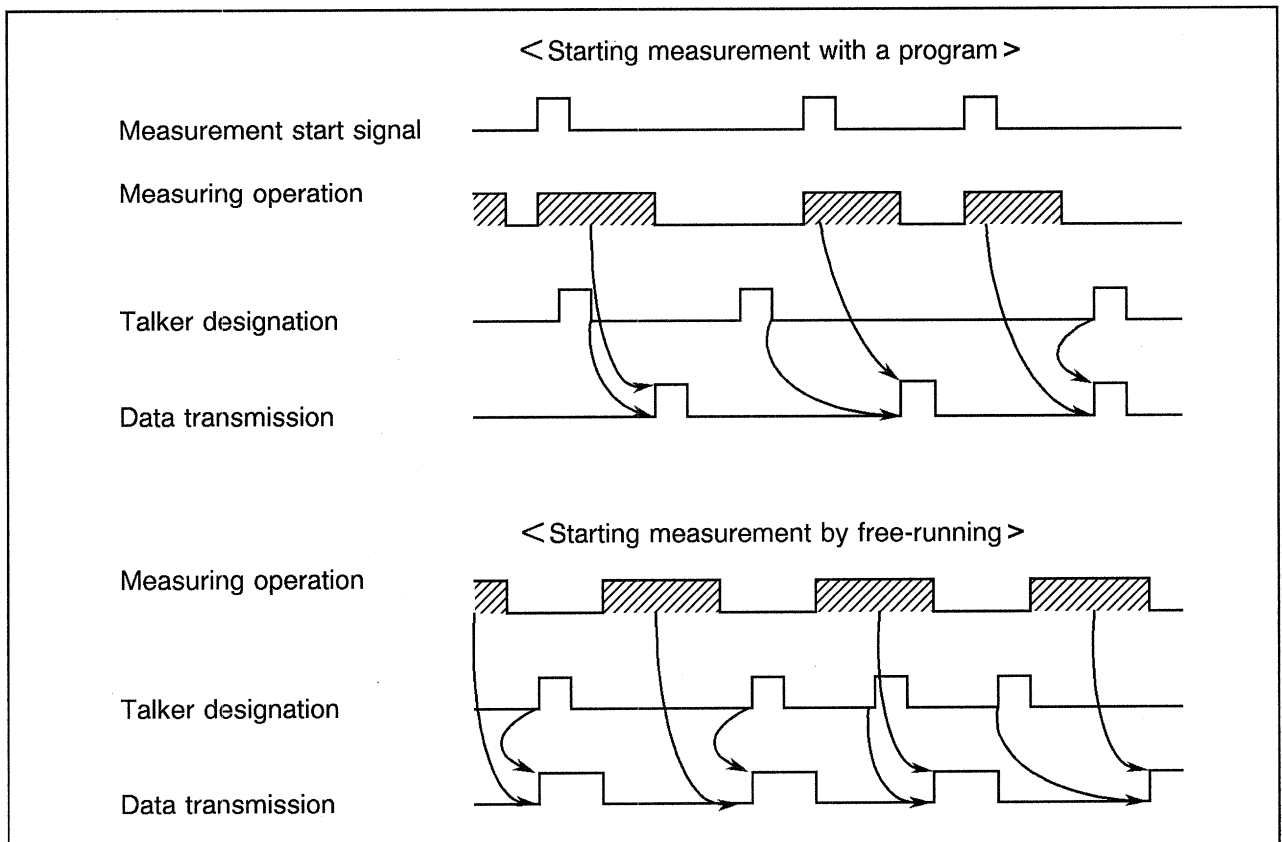 < Starting measurement with a program >
Measurement start signal
Measuring operation
Talker designation
Data transmission
< Starting measurement by free-running >
Measuring operation
Talker designation
Data transmission